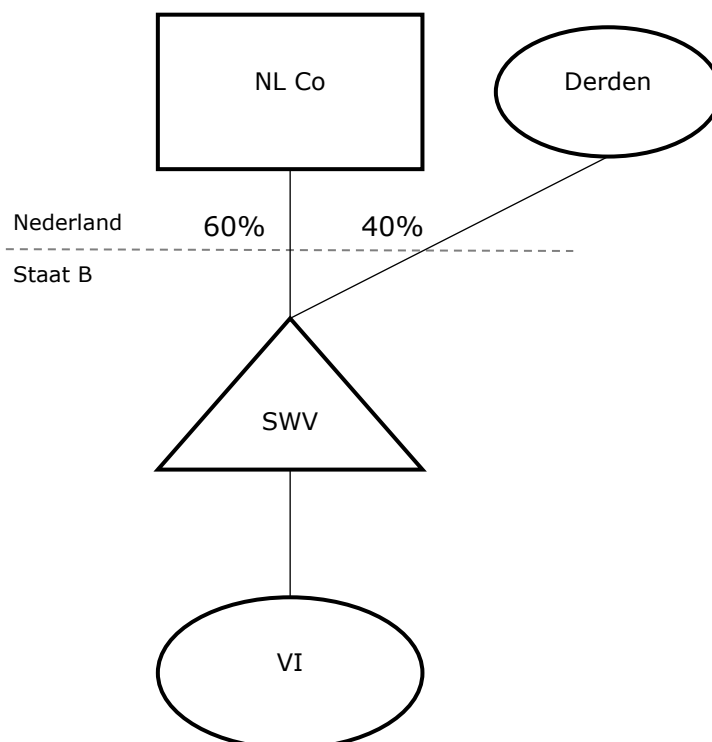 NL Co
Derden
Nederland
60%
40%
Staat B
SWV
VI